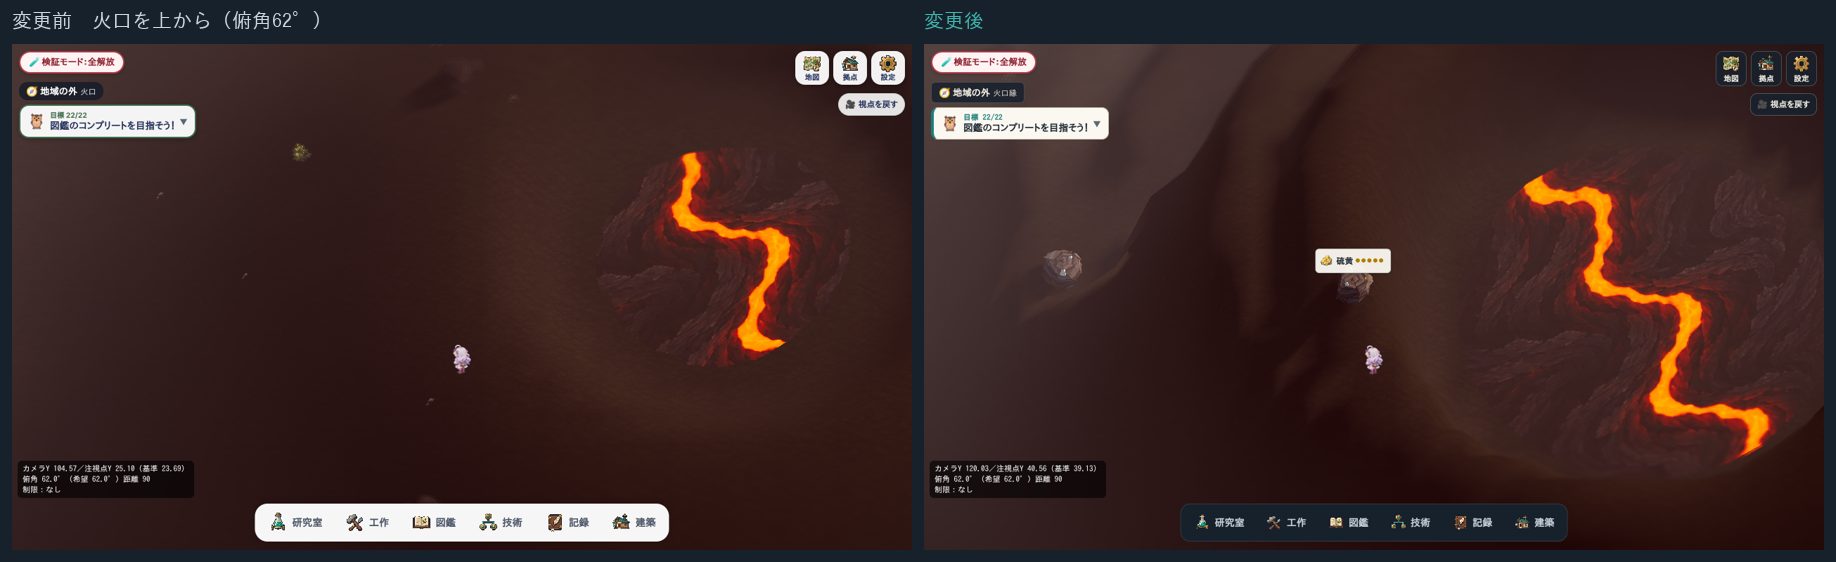 変更前　火口を上から（俯角62°）
検証モード:全解放
地域の外 火口
目標 22/22
図鑑のコンプリートを目指そう！ ▼
地図
拠点
設定
視点を戻す
カメラY 104.57／注視点Y 25.10（基準 23.69）
俯角 62.0°（希望 62.0°）距離 90
制限：なし
研究室
工作
図鑑
技術
記録
建築
変更後
検証モード:全解放
地域の外 火口縁
目標 22/22
図鑑のコンプリートを目指そう！ ▼
地図
拠点
設定
視点を戻す
硫黄 ●●●●●
カメラY 120.03／注視点Y 40.56（基準 39.13）
俯角 62.0°（希望 62.0°）距離 90
制限：なし
研究室
工作
図鑑
技術
記録
建築